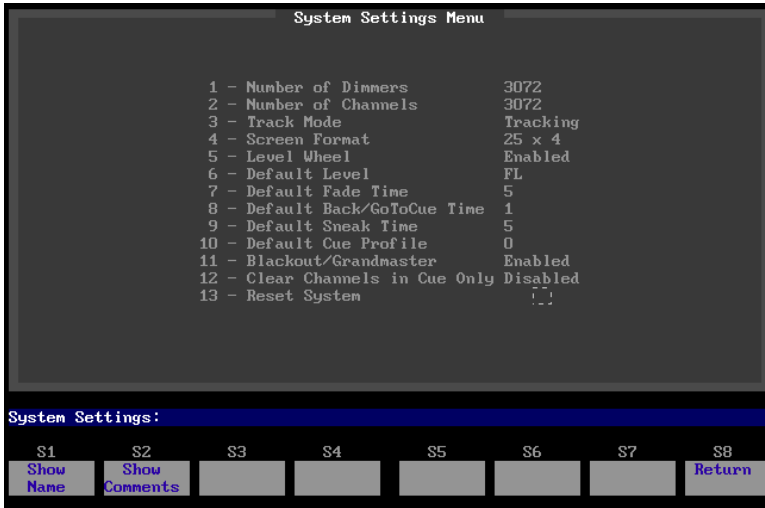 System Settings Menu
1 - Number of Dimmers 3072
2 - Number of Channels 3072
3 - Track Mode Tracking
4 - Screen Format 25 x 4
5 - Level Wheel Enabled
6 - Default Level FL
7 - Default Fade Time 5
8 - Default Back/GoToCue Time 1
9 - Default Sneak Time 5
10 - Default Cue Profile 0
11 - Blackout/Grandmaster Enabled
12 - Clear Channels in Cue Only Disabled
13 - Reset System
System Settings:
S1 S2 S3 S4 S5 S6 S7 S8
Show Show Return
Name Comments